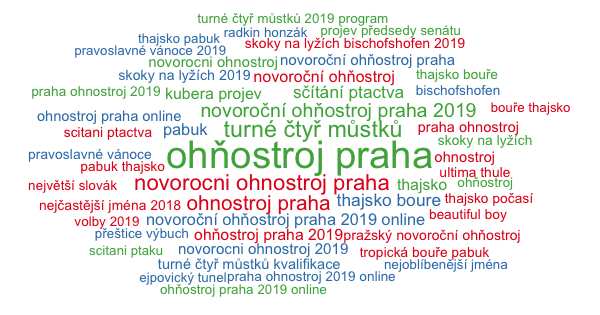 turné čtyř můstků 2019 program
radkin honzák projev předsedy senátu
thajsko pabuk skoky na lyžích bischofshofen 2019
pravoslavné vánoce 2019
novorocni ohnostroj novoroční ohňostroj praha
skoky na lyžích 2019 novoroční ohňostroj thajsko bouře
praha ohnostroj 2019 kubera projev sčítání ptactva bischofshofen
novoroční ohňostroj praha 2019 bouře thajsko
ohnostroj praha online
scitani ptactva pabuk turné čtyř můstků praha ohnostroj
skoky na lyžích
pravoslavné vánoce ohňostroj praha ohnostroj
pabuk thajsko ultima thule
největší slovák novorocni ohnostroj praha thajsko ohňostroj
nejčastější jména 2018 ohnostroj praha thajsko boure thajsko počasí
volby 2019 novoroční ohňostroj praha 2019 online beautiful boy
přeštice výbuch ohňostroj praha 2019 pražský novoroční ohňostroj
scitani ptaku novorocni ohnostroj 2019 tropická bouře pabuk
turné čtyř můstků kvalifikace nejoblíbenější jména
ejpovický tunel praha ohnostroj 2019 online
ohňostroj praha 2019 online